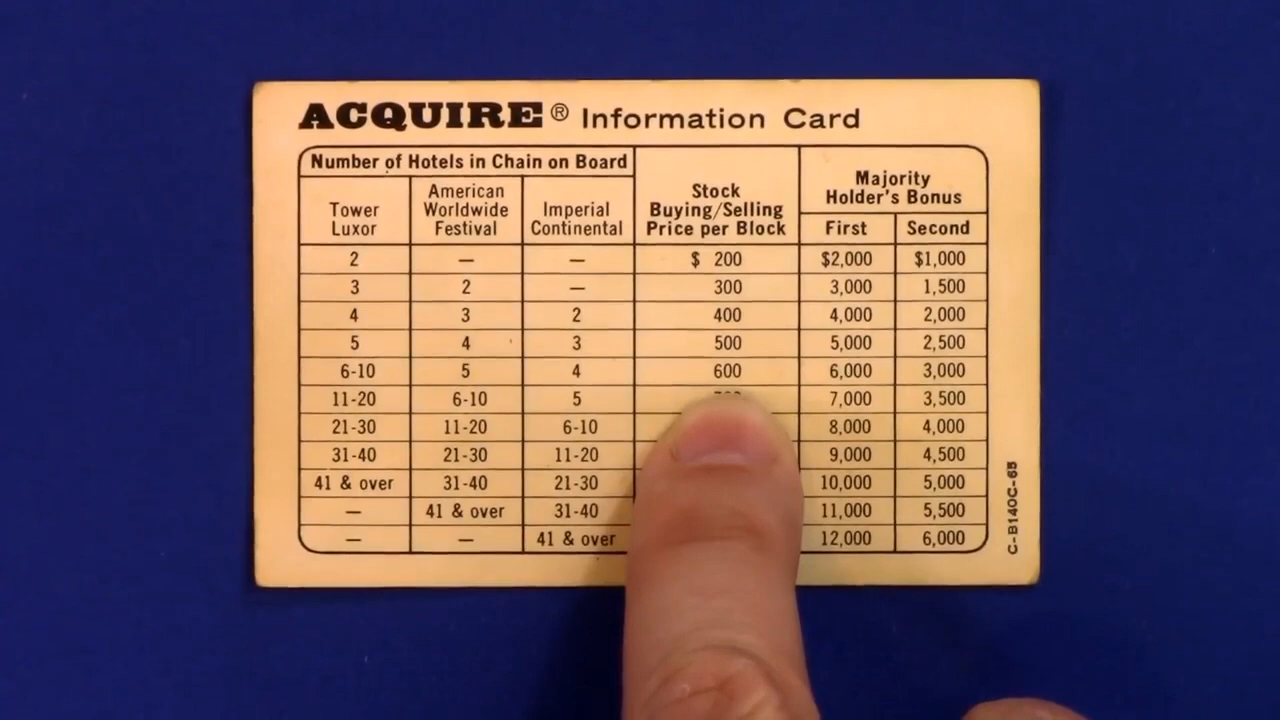 ACQUIRE® Information Card
Number of Hotels in Chain on Board
Tower Luxor
American Worldwide Festival
Imperial Continental
Stock Buying/Selling Price per Block
Majority Holder's Bonus
First Second
2 — — $ 200 $2,000 $1,000
3 2 — 300 3,000 1,500
4 3 2 400 4,000 2,000
5 4 3 500 5,000 2,500
6-10 5 4 600 6,000 3,000
11-20 6-10 5 7,000 3,500
21-30 11-20 6-10 8,000 4,000
31-40 21-30 11-20 9,000 4,500
41 & over 31-40 21-30 10,000 5,000
— 41 & over 31-40 11,000 5,500
— — 41 & over 12,000 6,000
C-B140C-65